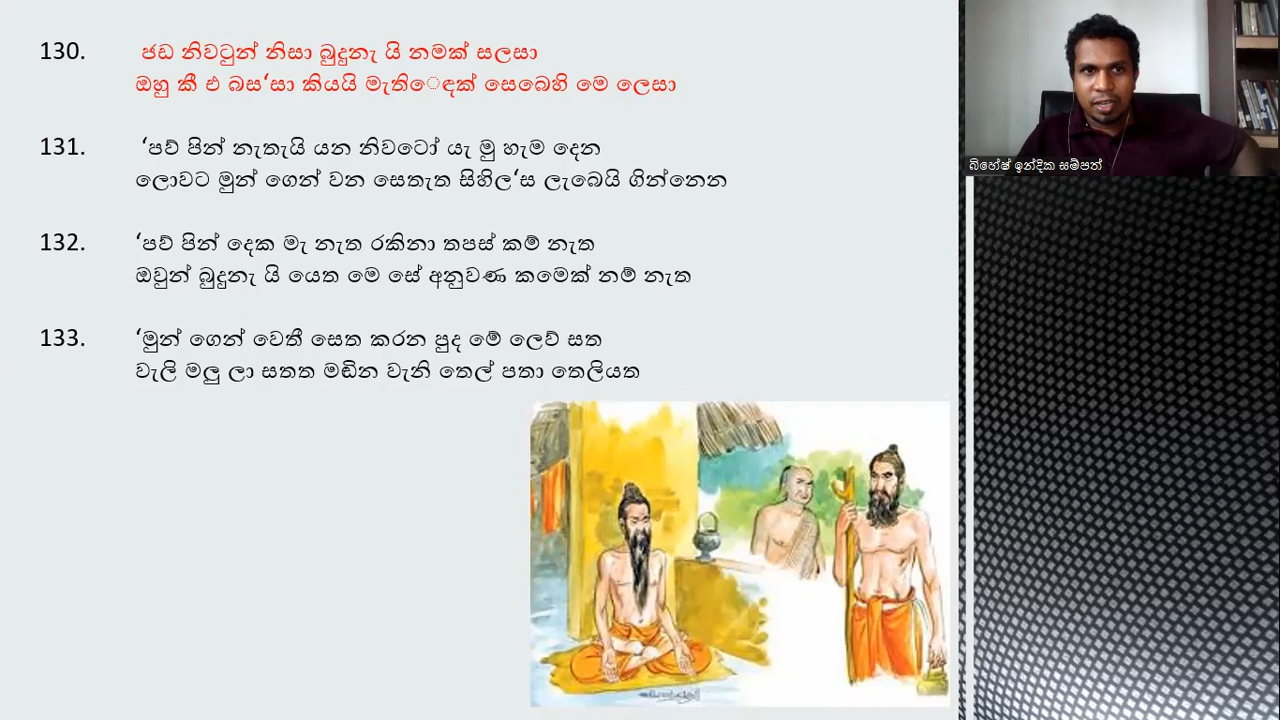 130. ජඩ නිවටුන් නිසා බුදුනැ යි නමක් සලසා
ඔහු කී එ බස‘සා කියයි මැතිෙඳක් සෙබෙහි මෙ ලෙසා
131. ‘පව් පින් නැතැයි යන නිවටෝ යැ මු හැම දෙන
ලොවට මුන් ගෙන් වන සෙතැත සිහිල‘ස ලැබෙයි ගින්නෙන
132. ‘පව් පින් දෙක මැ නැත රකිනා තපස් කම් නැත
ඔවුන් බුදුනැ යි යෙත මෙ සේ අනුවණ කමෙක් නම් නැත
133. ‘මුන් ගෙන් වෙතී සෙත කරන පුද මේ ලෙව් සත
වැලි මලු ලා සතත මඬින වැනි තෙල් පතා තෙලියත
බිහේෂ් ඉන්දික සම්පත්